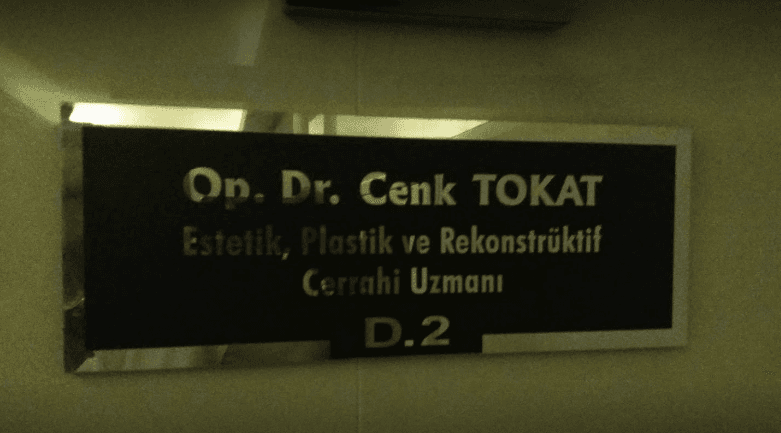 Op. Dr. Cenk TOKAT
Estetik, Plastik ve Rekonstrüktif
Cerrahi Uzmanı
D.2